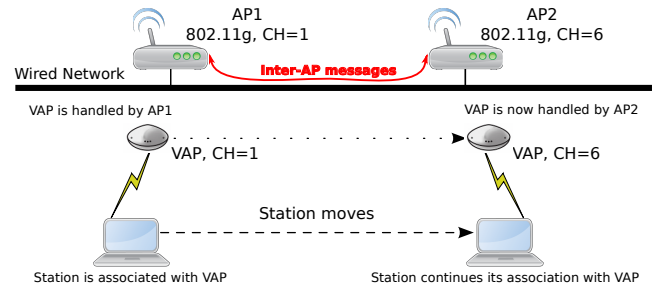 AP1
802.11g, CH=1
AP2
802.11g, CH=6
Inter-AP messages
Wired Network
VAP is handled by AP1
VAP is now handled by AP2
VAP, CH=1
VAP, CH=6
Station moves
Station is associated with VAP
Station continues its association with VAP